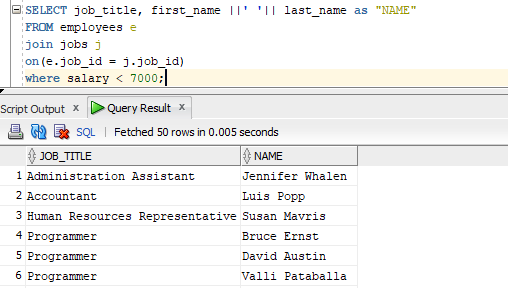 SELECT job_title, first_name ||' '|| last_name as "NAME"
FROM employees e
join jobs j
on(e.job_id = j.job_id)
where salary < 7000;
Script Output x Query Result x
SQL | Fetched 50 rows in 0.005 seconds
JOB_TITLE NAME
1 Administration Assistant Jennifer Whalen
2 Accountant Luis Popp
3 Human Resources Representative Susan Mavris
4 Programmer Bruce Ernst
5 Programmer David Austin
6 Programmer Valli Pataballa